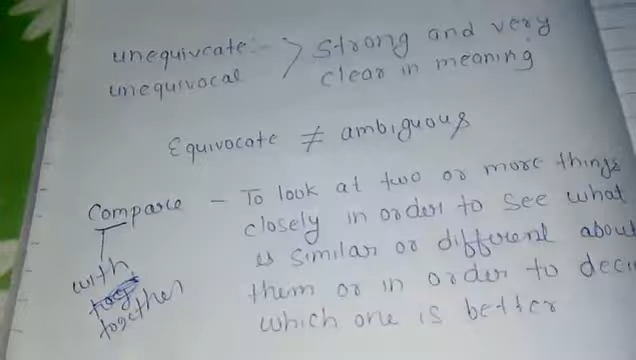 unequivcate:-
unequivocal
> strong and very
clear in meaning
Equivocate ≠ ambiguous
Compare - To look at two or more things
closely in order to see what
is similar or different about
them or in order to deci
which one is better
with
together